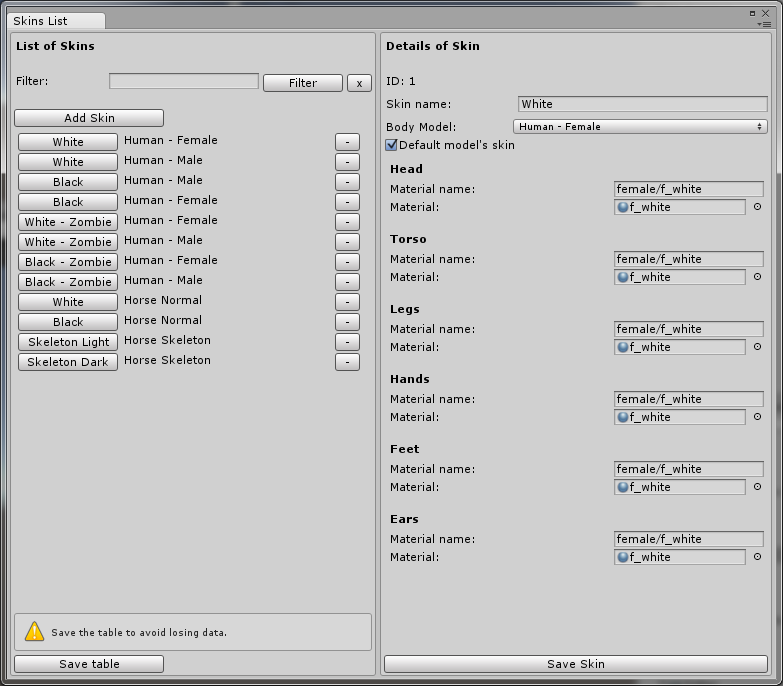 Skins List
List of Skins
Filter:
Filter
x
Add Skin
White Human - Female -
White Human - Male -
Black Human - Male -
Black Human - Female -
White - Zombie Human - Female -
White - Zombie Human - Male -
Black - Zombie Human - Female -
Black - Zombie Human - Male -
White Horse Normal -
Black Horse Normal -
Skeleton Light Horse Skeleton -
Skeleton Dark Horse Skeleton -
Save the table to avoid losing data.
Save table
Details of Skin
ID: 1
Skin name: White
Body Model: Human - Female
Default model's skin
Head
Material name: female/f_white
Material: f_white
Torso
Material name: female/f_white
Material: f_white
Legs
Material name: female/f_white
Material: f_white
Hands
Material name: female/f_white
Material: f_white
Feet
Material name: female/f_white
Material: f_white
Ears
Material name: female/f_white
Material: f_white
Save Skin